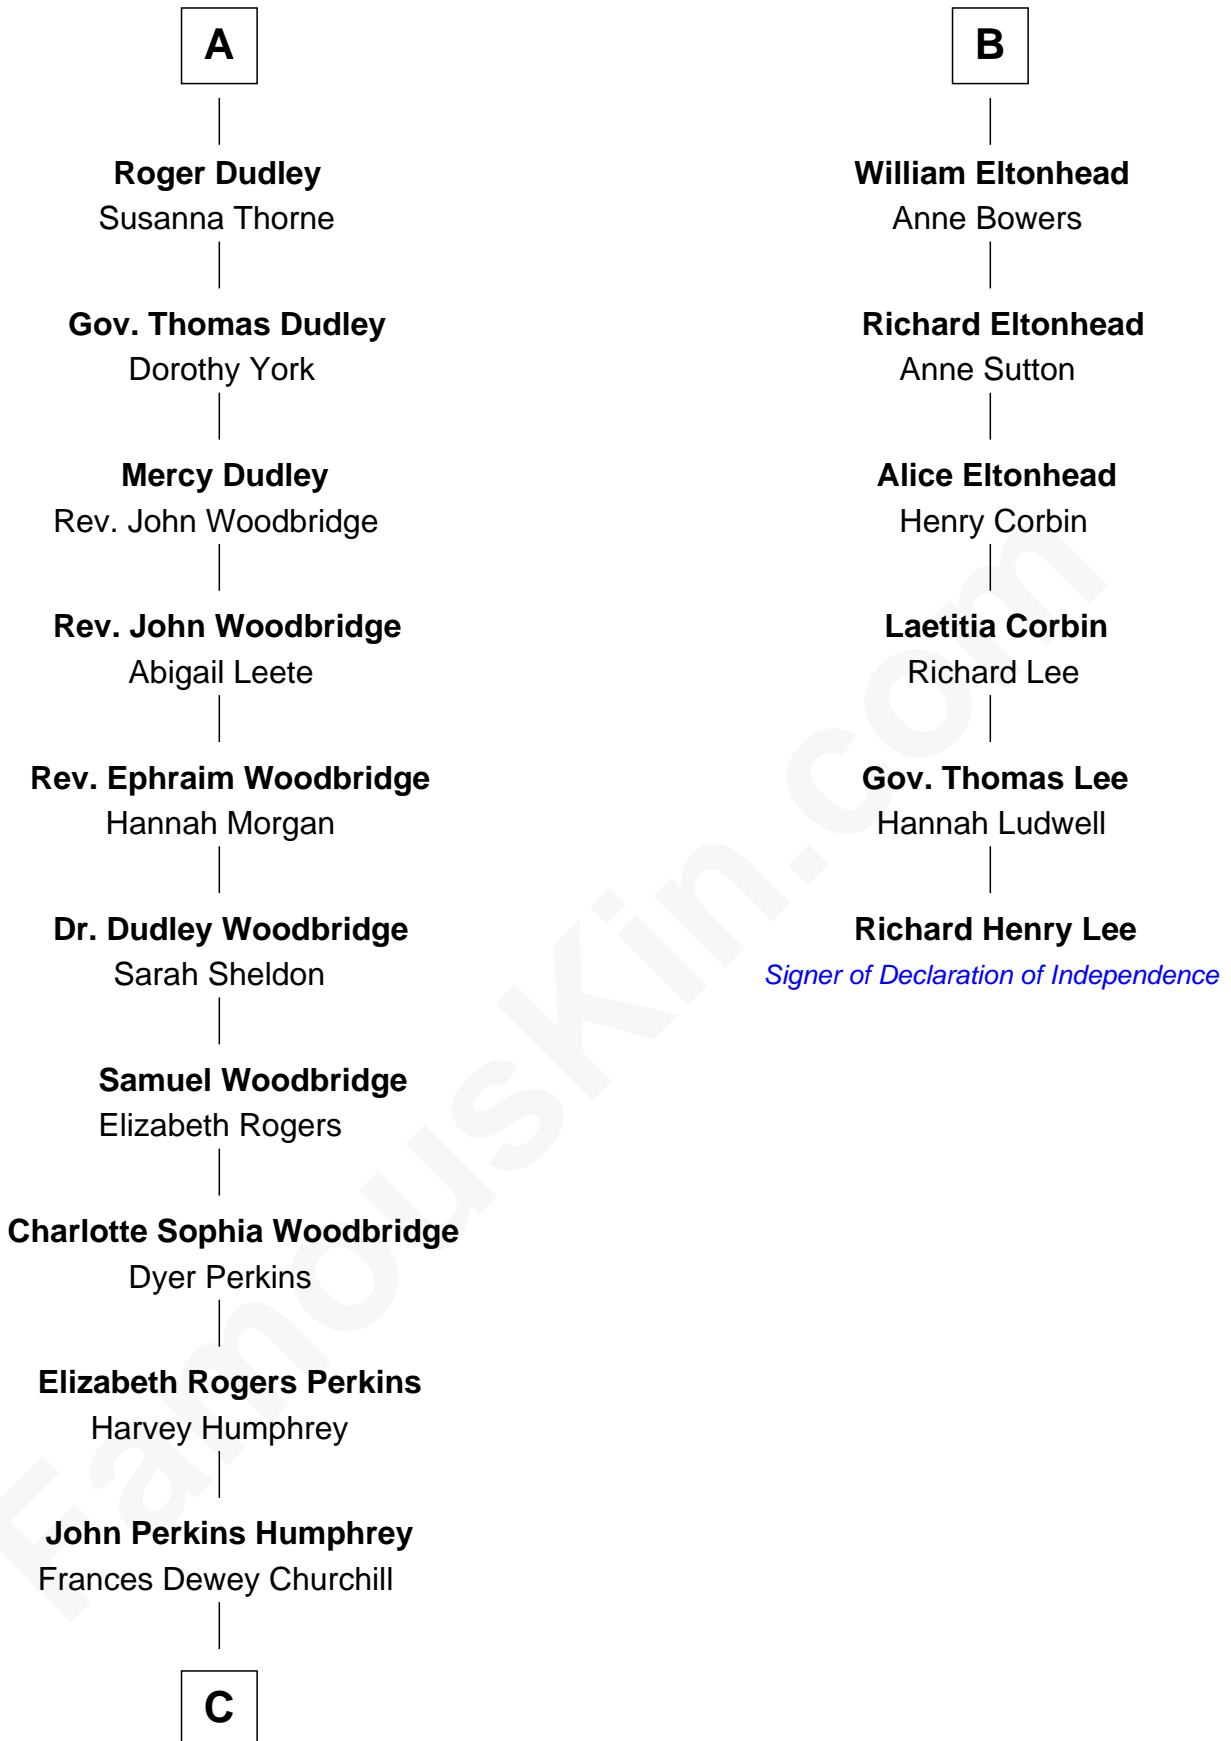 A
Roger Dudley
Susanna Thorne
Gov. Thomas Dudley
Dorothy York
Mercy Dudley
Rev. John Woodbridge
Rev. John Woodbridge
Abigail Leete
Rev. Ephraim Woodbridge
Hannah Morgan
Dr. Dudley Woodbridge
Sarah Sheldon
Samuel Woodbridge
Elizabeth Rogers
Charlotte Sophia Woodbridge
Dyer Perkins
Elizabeth Rogers Perkins
Harvey Humphrey
John Perkins Humphrey
Frances Dewey Churchill
C
B
William Eltonhead
Anne Bowers
Richard Eltonhead
Anne Sutton
Alice Eltonhead
Henry Corbin
Laetitia Corbin
Richard Lee
Gov. Thomas Lee
Hannah Ludwell
Richard Henry Lee
Signer of Declaration of Independence
FamousKin.com